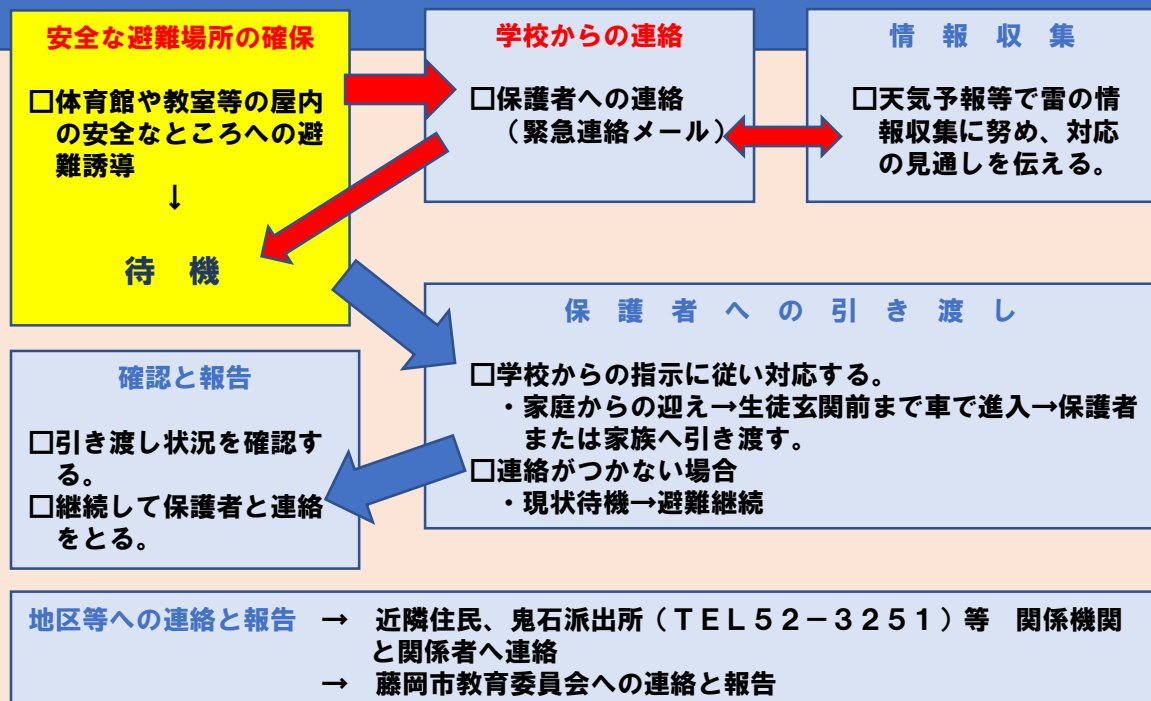 安全な避難場所の確保
□体育館や教室等の屋内
の安全なところへの避
難誘導
↓
待 機
学校からの連絡
□保護者への連絡
（緊急連絡メール）
情 報 収 集
□天気予報等で雷の情
報収集に努め、対応
の見通しを伝える。
保 護 者 へ の 引 き 渡 し
□学校からの指示に従い対応する。
・家庭からの迎え→生徒玄関前まで車で進入→保護者
または家族へ引き渡す。
□連絡がつかない場合
・現状待機→避難継続
確認と報告
□引き渡し状況を確認す
る。
□継続して保護者と連絡
をとる。
地区等への連絡と報告 → 近隣住民、鬼石派出所（ＴＥＬ５２－３２５１）等 関係機関
と関係者へ連絡
→ 藤岡市教育委員会への連絡と報告